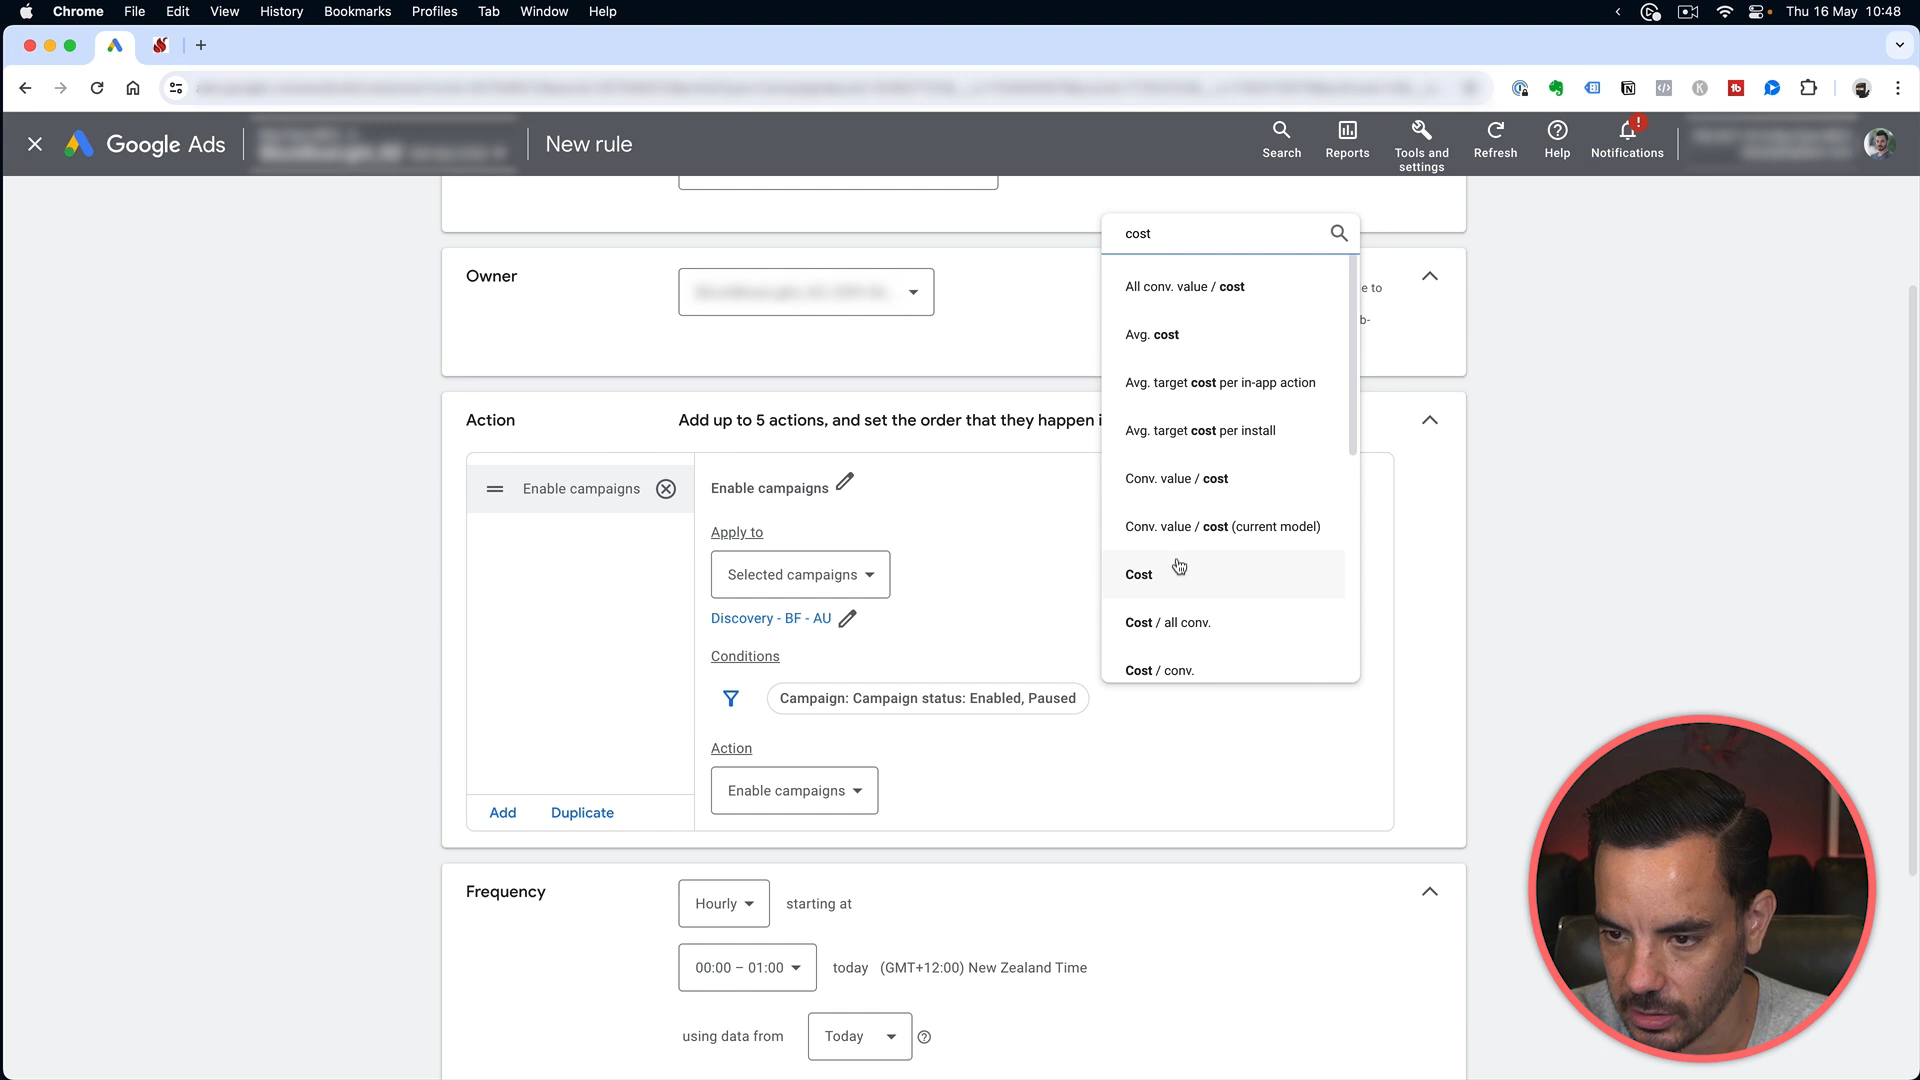 Chrome File Edit View History Bookmarks Profiles Tab Window Help Thu 16 May 10:48
Google Ads New rule Search Reports Tools and settings Refresh Help Notifications
cost
Owner
e to
b-
All conv. value / cost
Avg. cost
Avg. target cost per in-app action
Avg. target cost per install
Conv. value / cost
Conv. value / cost (current model)
Cost
Cost / all conv.
Cost / conv.
Action Add up to 5 actions, and set the order that they happen i
Enable campaigns
Enable campaigns
Apply to
Selected campaigns
Discovery - BF - AU
Conditions
Campaign: Campaign status: Enabled, Paused
Action
Enable campaigns
Add Duplicate
Frequency Hourly starting at
00:00 – 01:00 today (GMT+12:00) New Zealand Time
using data from Today